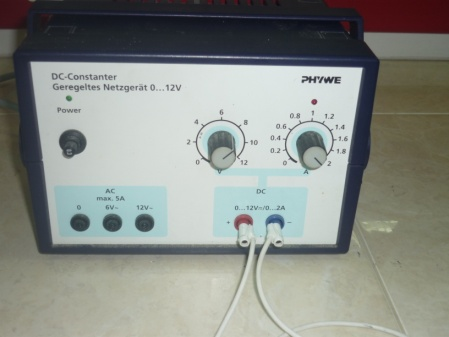 DC-Constanter
Geregeltes Netzgerät 0...12V
PHYWE
Power
0 2 4 6 8 10 12
V
0 0.2 0.4 0.6 0.8 1 1.2 1.4 1.6 1.8 2
A
AC
max. 5A
0 6V~ 12V~
DC
0...12V=/0...2A
+ −